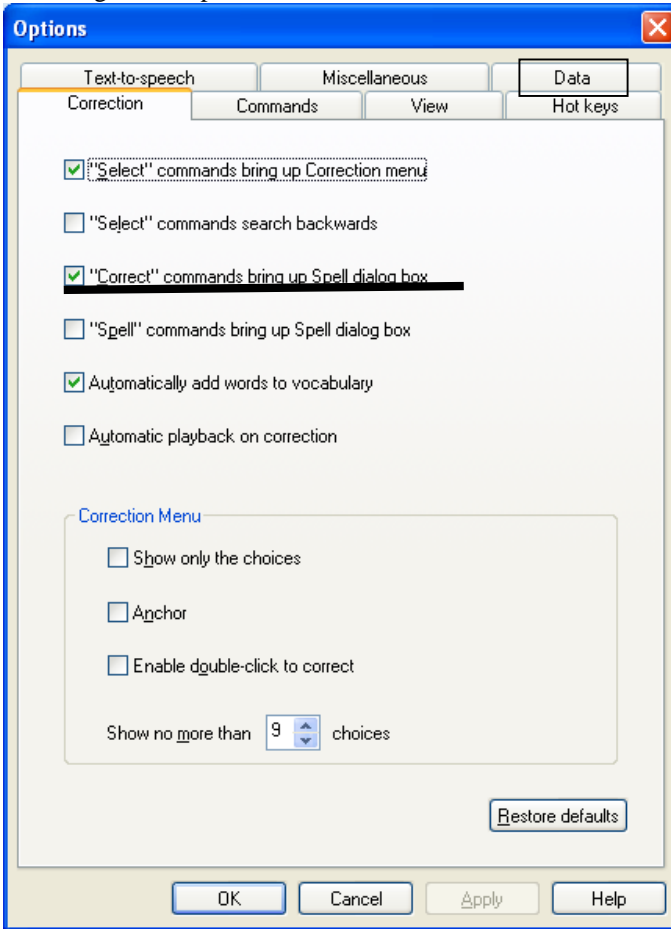 Options
Text-to-speech Miscellaneous Data
Correction Commands View Hot keys
"Select" commands bring up Correction menu
"Select" commands search backwards
"Correct" commands bring up Spell dialog box
"Spell" commands bring up Spell dialog box
Automatically add words to vocabulary
Automatic playback on correction
Correction Menu
Show only the choices
Anchor
Enable double-click to correct
Show no more than 9 choices
Restore defaults
OK Cancel Apply Help